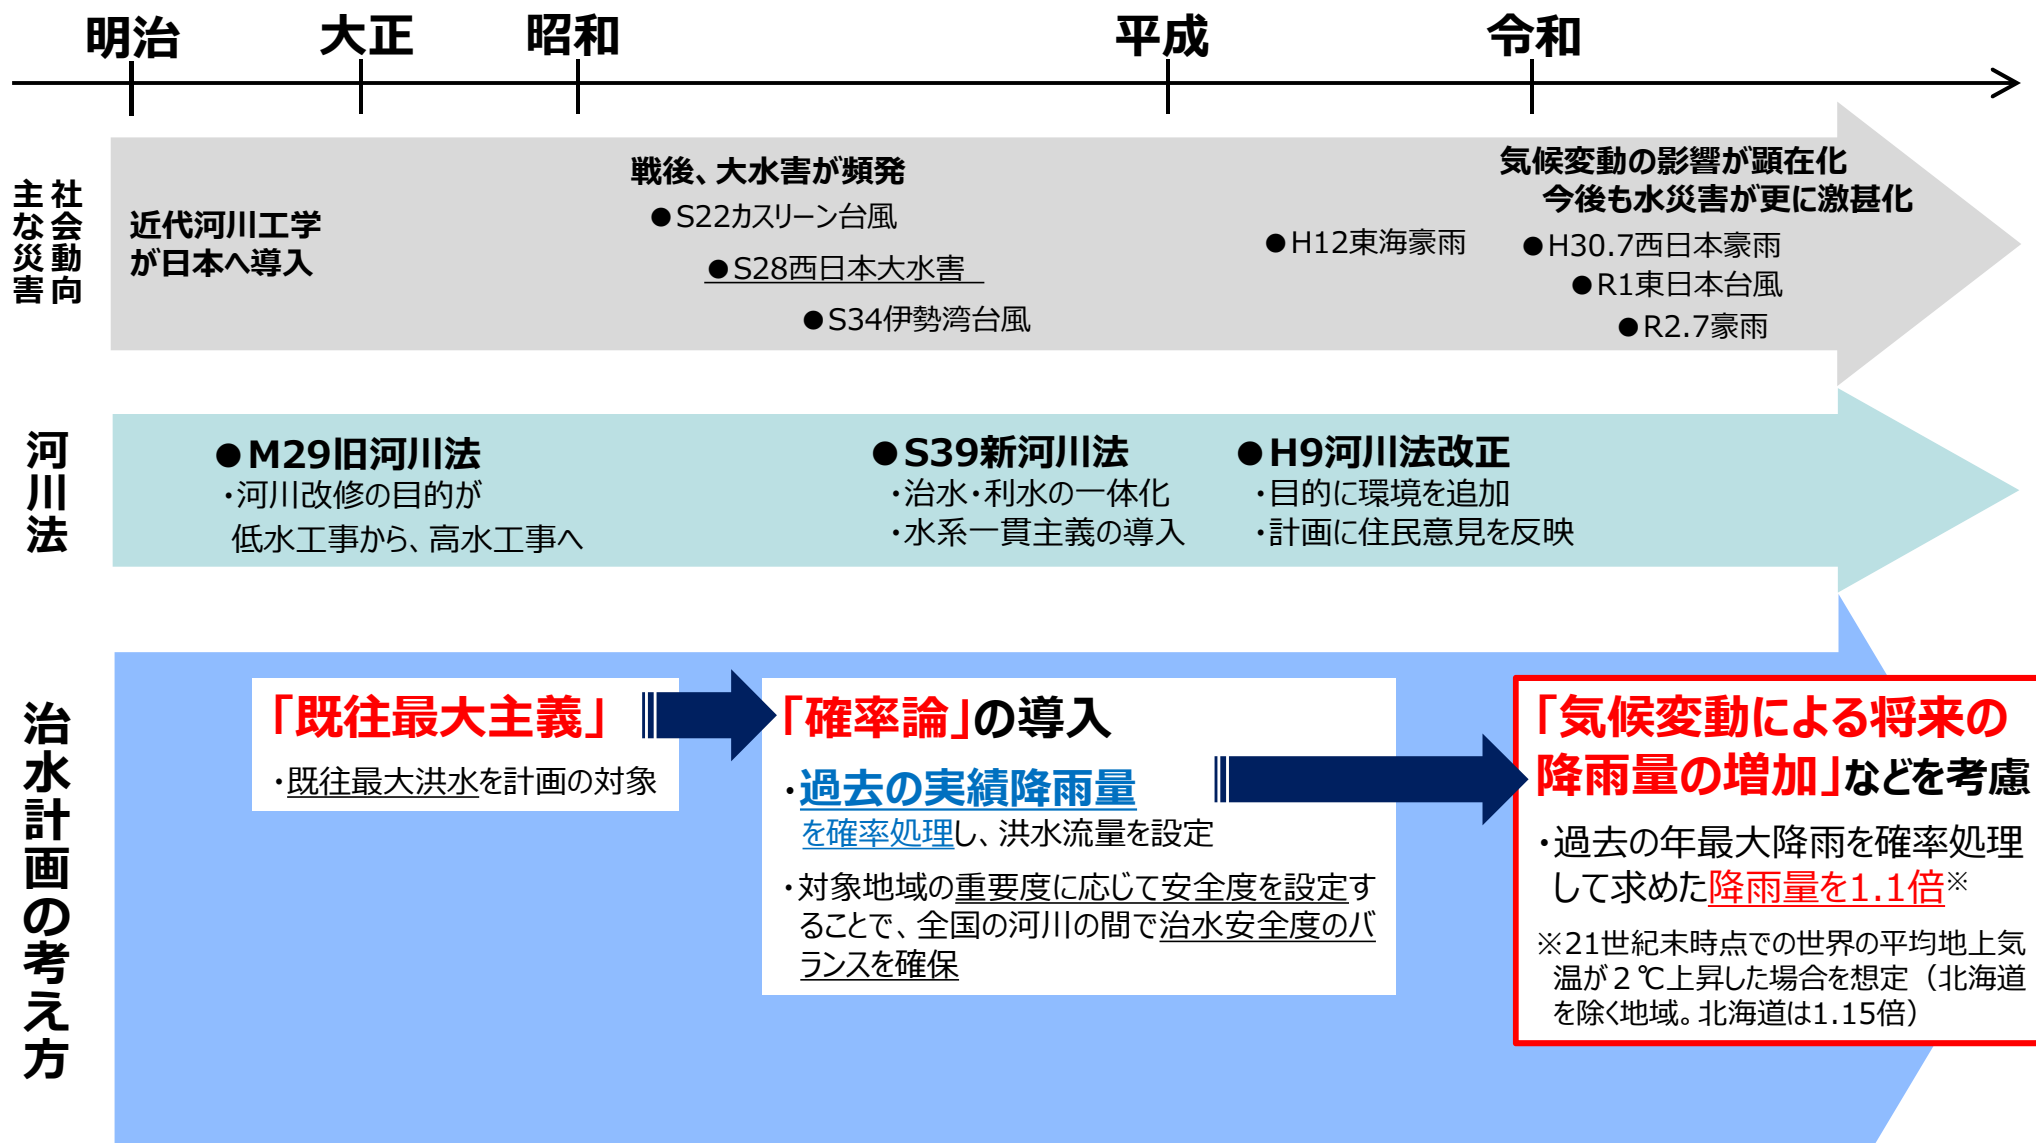 明治
大正
昭和
平成
令和
社会動向
主な災害
近代河川工学
が日本へ導入
戦後、大水害が頻発
●S22カスリーン台風
●S28西日本大水害
●S34伊勢湾台風
●H12東海豪雨
気候変動の影響が顕在化
今後も水災害が更に激甚化
●H30.7西日本豪雨
●R1東日本台風
●R2.7豪雨
河川法
●M29旧河川法
・河川改修の目的が
低水工事から、高水工事へ
●S39新河川法
・治水・利水の一体化
・水系一貫主義の導入
●H9河川法改正
・目的に環境を追加
・計画に住民意見を反映
治水計画の考え方
「既往最大主義」
・既往最大洪水を計画の対象
「確率論」の導入
・過去の実績降雨量
を確率処理し、洪水流量を設定
・対象地域の重要度に応じて安全度を設定す
ることで、全国の河川の間で治水安全度のバ
ランスを確保
「気候変動による将来の
降雨量の増加」などを考慮
・過去の年最大降雨を確率処理
して求めた降雨量を1.1倍※
※21世紀末時点での世界の平均地上気
温が２℃上昇した場合を想定（北海道
を除く地域。北海道は1.15倍）